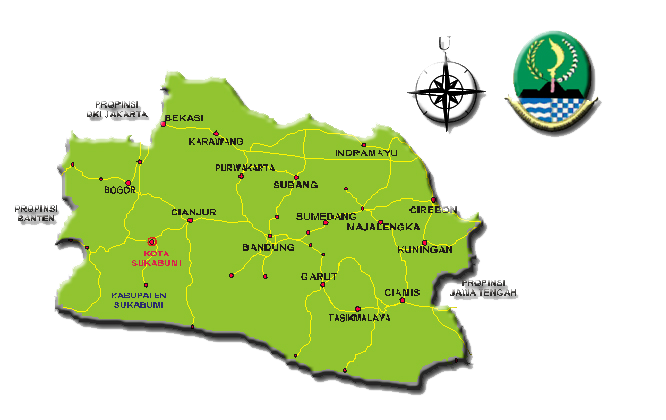 U
PROPINSI
DKI JAKARTA
BEKASI
KARAWANG
INDRAMAYU
PURWAKARTA
SUBANG
BOGOR
PROPINSI
BANTEN
CIANJUR
SUMEDANG
CIREBON
MAJALENGKA
BANDUNG
KUNINGAN
KOTA
SUKABUMI
GARUT
PROPINSI
JAWA TENGAH
KABUPATEN
SUKABUMI
CIAMIS
TASIKMALAYA